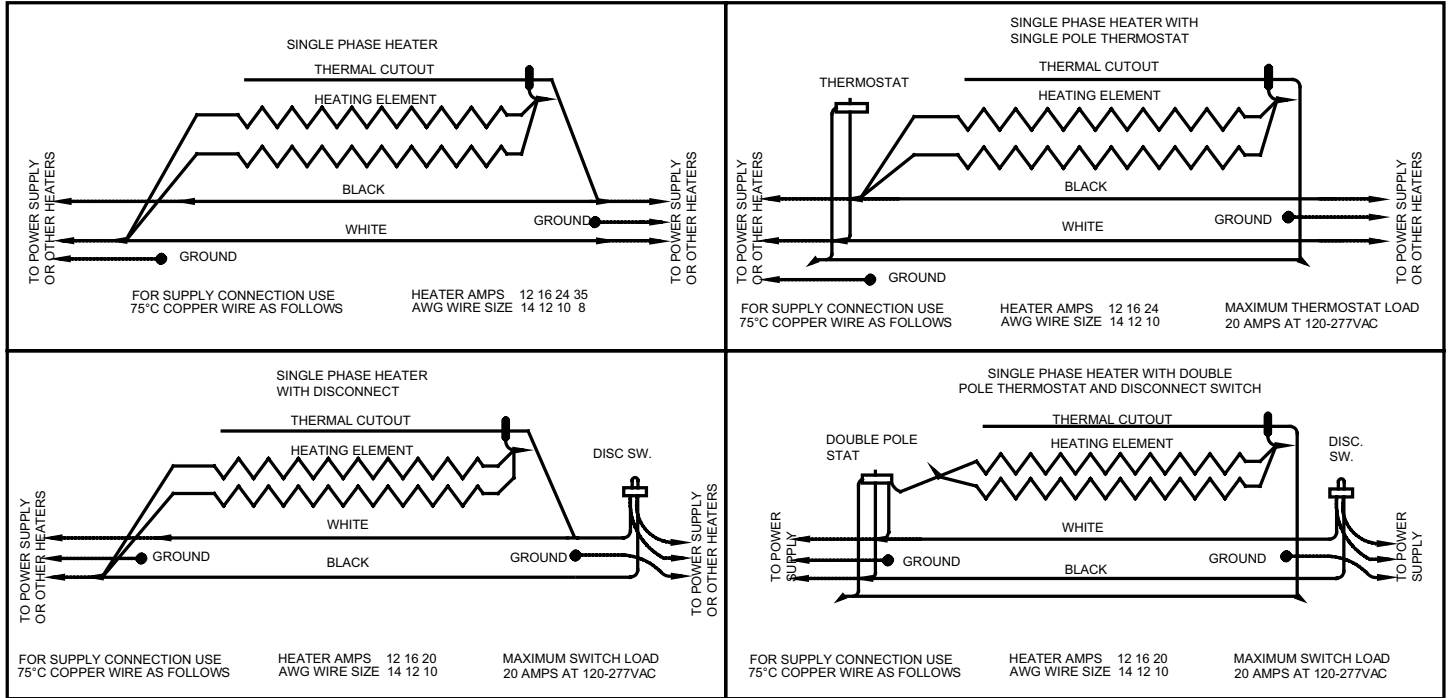 SINGLE PHASE HEATER
THERMAL CUTOUT
HEATING ELEMENT
TO POWER SUPPLY
OR OTHER HEATERS
BLACK
GROUND
WHITE
GROUND
TO POWER SUPPLY
OR OTHER HEATERS
FOR SUPPLY CONNECTION USE
75°C COPPER WIRE AS FOLLOWS
HEATER AMPS 12 16 24 35
AWG WIRE SIZE 14 12 10 8
SINGLE PHASE HEATER WITH
SINGLE POLE THERMOSTAT
THERMAL CUTOUT
THERMOSTAT
HEATING ELEMENT
TO POWER SUPPLY
OR OTHER HEATERS
BLACK
GROUND
WHITE
GROUND
TO POWER SUPPLY
OR OTHER HEATERS
FOR SUPPLY CONNECTION USE
75°C COPPER WIRE AS FOLLOWS
HEATER AMPS 12 16 24
AWG WIRE SIZE 14 12 10
MAXIMUM THERMOSTAT LOAD
20 AMPS AT 120-277VAC
SINGLE PHASE HEATER
WITH DISCONNECT
THERMAL CUTOUT
HEATING ELEMENT
DISC SW.
TO POWER SUPPLY
OR OTHER HEATERS
WHITE
GROUND
GROUND
BLACK
TO POWER SUPPLY
OR OTHER HEATERS
FOR SUPPLY CONNECTION USE
75°C COPPER WIRE AS FOLLOWS
HEATER AMPS 12 16 20
AWG WIRE SIZE 14 12 10
MAXIMUM SWITCH LOAD
20 AMPS AT 120-277VAC
SINGLE PHASE HEATER WITH DOUBLE
POLE THERMOSTAT AND DISCONNECT SWITCH
THERMAL CUTOUT
DOUBLE POLE
STAT
HEATING ELEMENT
DISC.
SW.
TO POWER
SUPPLY
WHITE
GROUND
GROUND
BLACK
TO POWER
SUPPLY
FOR SUPPLY CONNECTION USE
75°C COPPER WIRE AS FOLLOWS
HEATER AMPS 12 16 20
AWG WIRE SIZE 14 12 10
MAXIMUM SWITCH LOAD
20 AMPS AT 120-277VAC